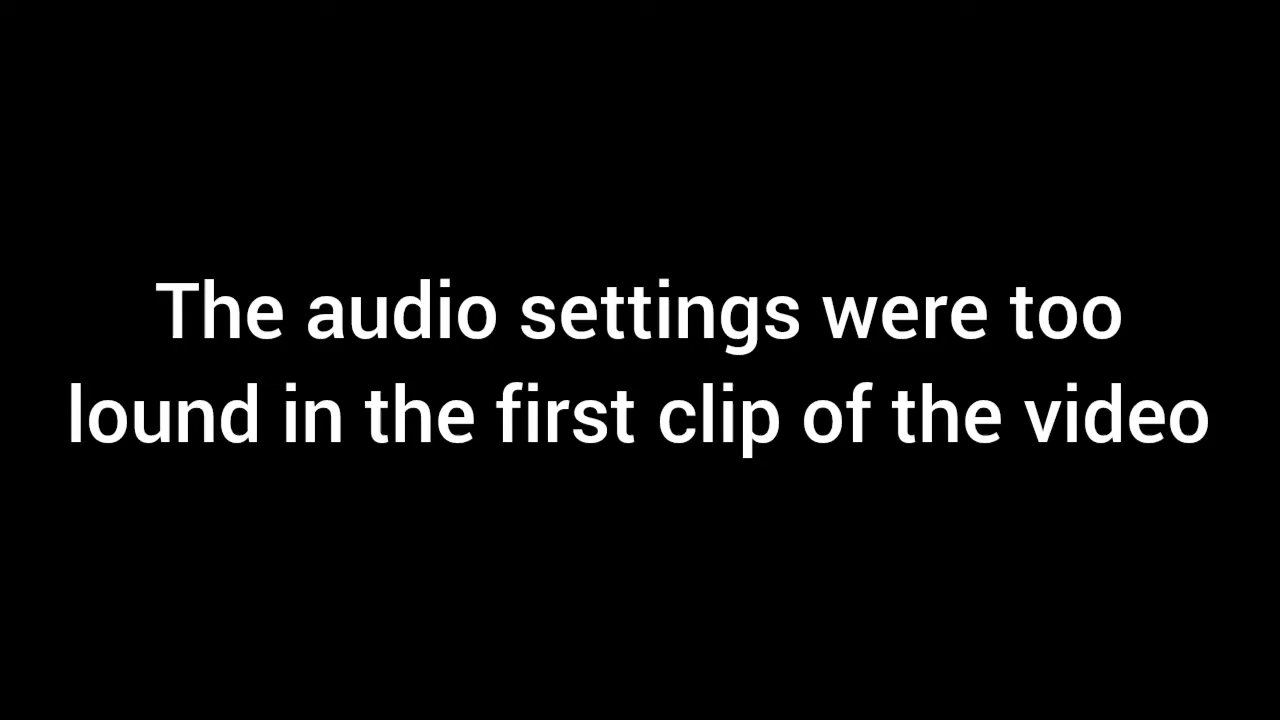 The audio settings were too
lound in the first clip of the video